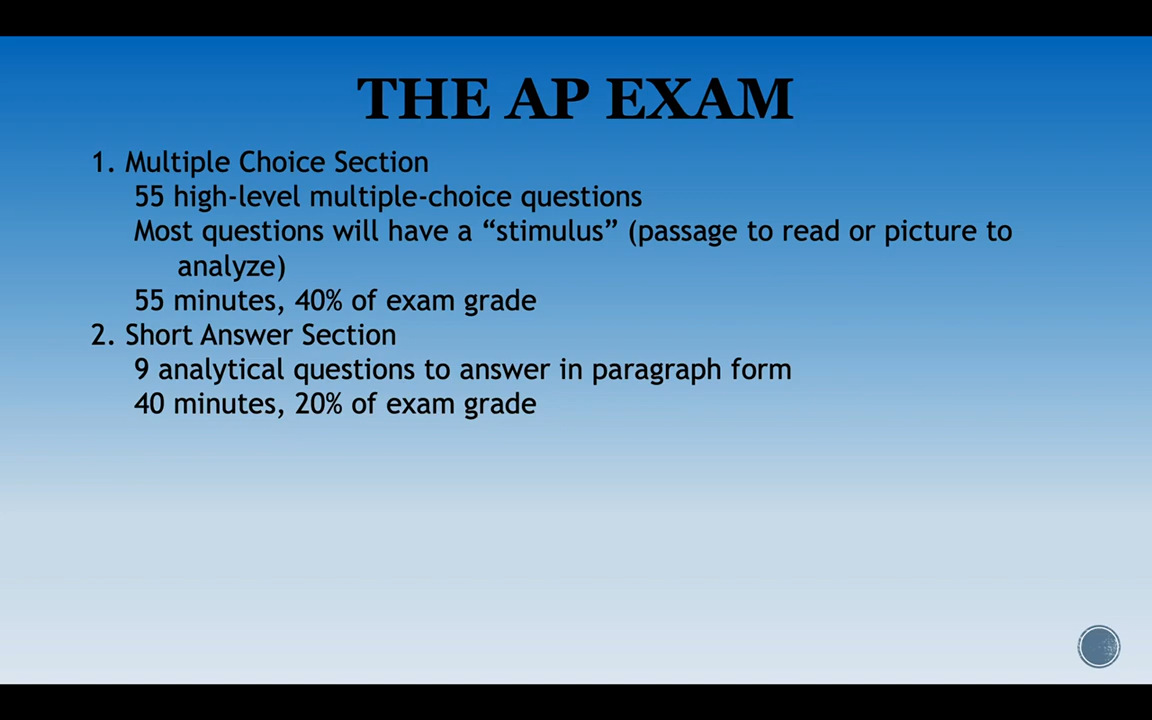 THE AP EXAM
1. Multiple Choice Section
55 high-level multiple-choice questions
Most questions will have a “stimulus” (passage to read or picture to
analyze)
55 minutes, 40% of exam grade
2. Short Answer Section
9 analytical questions to answer in paragraph form
40 minutes, 20% of exam grade